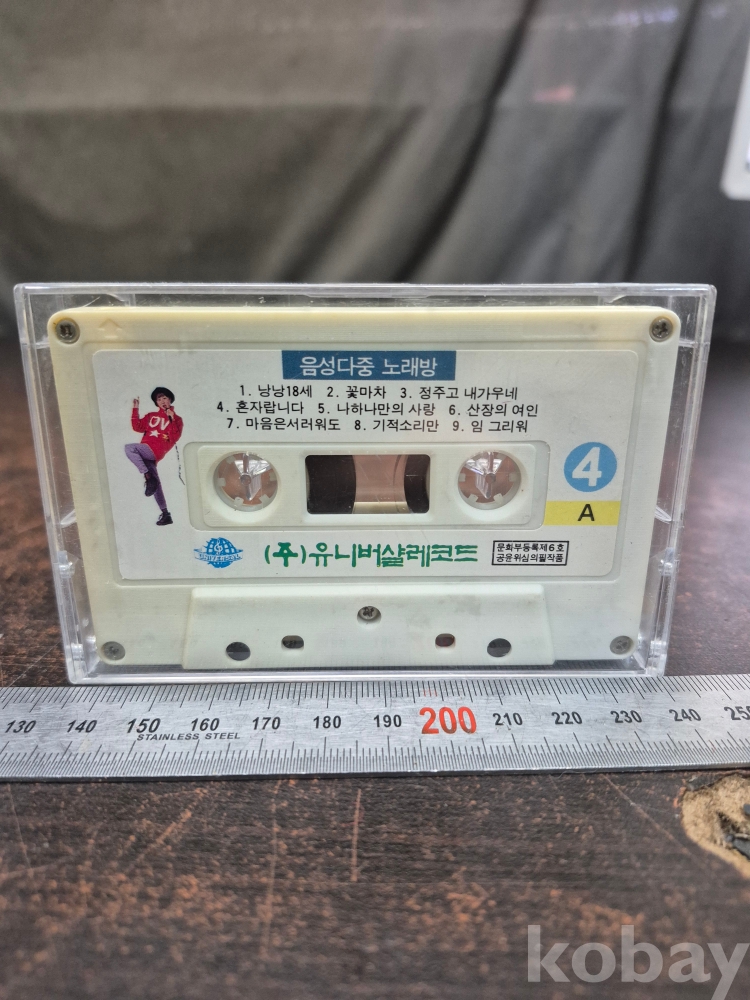 음성다중 노래방
1. 낭낭18세 2. 꽃마차 3. 정주고 내가우네
4. 혼자랍니다 5. 나하나만의 사랑 6. 산장의 여인
7. 마음은서러워도 8. 기적소리만 9. 임 그리워
OV
4
A
(주)유니버샬레코드
문화부등록제6호
공윤위심의필작품
130 140 150 160 170 180 190 200 210 220 230 240 250
STAINLESS STEEL
kobay